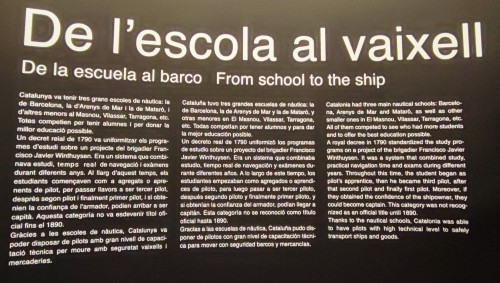 De l'escola al vaixell
De la escuela al barco From school to the ship
Catalunya va tenir tres grans escoles de nàutica: la
de Barcelona, la d'Arenys de Mar i la de Mataró, i
d'altres menors al Masnou, Vilassar, Tarragona, etc.
Totes competien per tenir alumnes i per donar la
millor educació possible.
Un decret reial de 1790 va uniformitzar els progra-
mes d'estudi sobre un projecte del brigadier Fran-
cisco Javier Winthuysen. Era un sistema que combi-
nava estudi, temps real de navegació i exàmens
durant diferents anys. Al llarg d'aquest temps, els
estudiants començaven com a agregats o apre-
nents de pilot, per passar llavors a ser tercer pilot,
després segon pilot i finalment primer pilot, i si obte-
nien la confiança de l'armador, podien arribar a ser
capità. Aquesta categoria no va esdevenir títol ofi-
cial fins el 1890.
Gràcies a les escoles de nàutica, Catalunya va
poder disposar de pilots amb gran nivell de capaci-
tació tècnica per moure amb seguretat vaixells i
mercaderies.
Cataluña tuvo tres grandes escuelas de náutica: la
de Barcelona, la de Arenys de Mar y la de Mataró, y
otras menores en El Masnou, Vilassar, Tarragona,
etc. Todas competían por tener alumnos y para dar
la mejor educación posible.
Un decreto real de 1790 uniformizó los programas
de estudio sobre un proyecto del brigadier Francisco
Javier Winthuysen. Era un sistema que combinaba
estudio, tiempo real de navegación y exámenes du-
rante diferentes años. A lo largo de este tiempo, los
estudiantes empezaban como agregados o aprendi-
ces de piloto, para luego pasar a ser tercer piloto,
después segundo piloto y finalmente primer piloto, y
si obtenían la confianza del armador, podían llegar a
capitán. Esta categoría no se reconoció como título
oficial hasta 1890.
Gracias a las escuelas de náutica, Cataluña pudo dis-
poner de pilotos con gran nivel de capacitación técni-
ca para mover con seguridad barcos y mercancías.
Catalonia had three main nautical schools: Barcelo-
na, Arenys de Mar and Mataró, as well as other
smaller ones in El Masnou, Vilassar, Tarragona, etc.
All of them competed to see who had more students
and to offer the best education possible.
A royal decree in 1790 standardized the study pro-
grams on a project of the brigadier Francisco Javier
Winthuysen. It was a system that combined study,
practical navigation time and exams during different
years. Throughout this time, the student began as
pilot's apprentice, then he became third pilot, after
that second pilot and finally first pilot. Moreover, if
they obtained the confidence of the shipowner, they
could become captain. This category was not recog-
nized as an official title until 1890.
Thanks to the nautical schools, Catalonia was able
to have pilots with high technical level to safely
transport ships and goods.